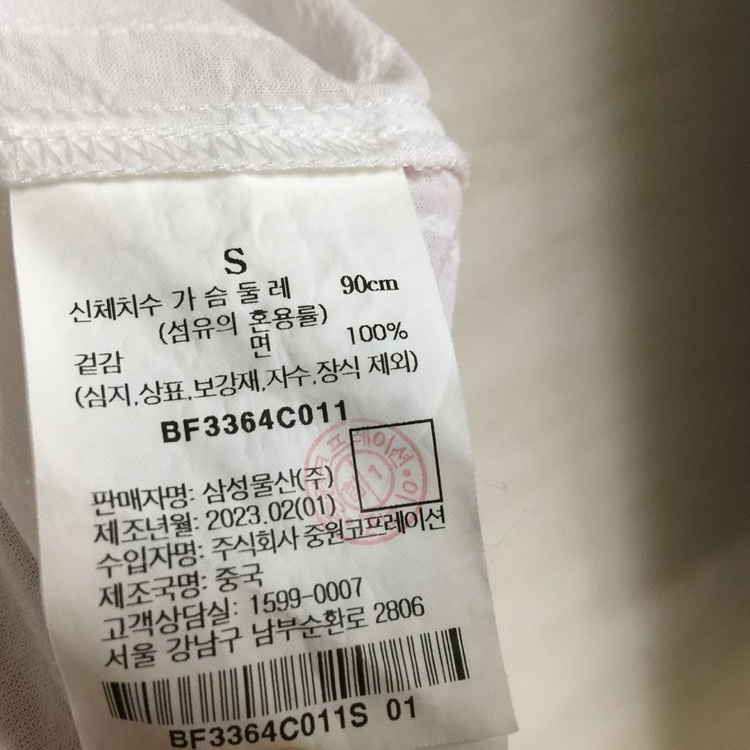 S
신체치수 가 슴 둘 레 90cm
(섬유의 혼용률)
겉감 면 100%
(심지,상표,보강재,자수,장식 제외)
BF3364C011
판매자명: 삼성물산(주)
제조년월: 2023.02(01)
수입자명: 주식회사 중원코프레이션
제조국명: 중국
고객상담실: 1599-0007
서울 강남구 남부순환로 2806
BF3364C011S 01